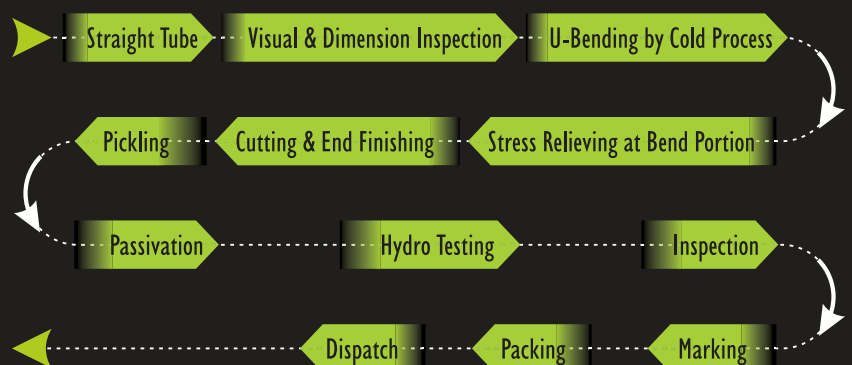 Straight Tube
Visual & Dimension Inspection
U-Bending by Cold Process
Stress Relieving at Bend Portion
Cutting & End Finishing
Pickling
Passivation
Hydro Testing
Inspection
Marking
Packing
Dispatch